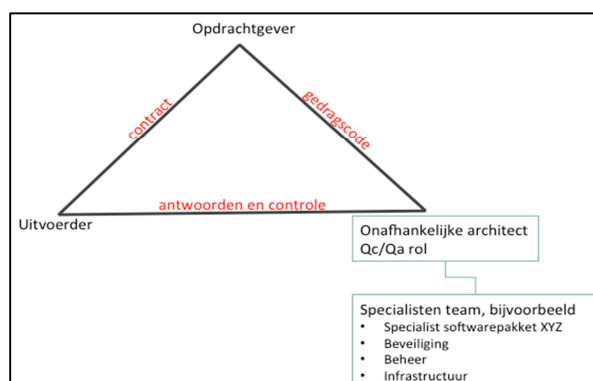 Opdrachtgever
contract
gedragscode
antwoorden en controle
Uitvoerder
Onafhankelijke architect
Qc/Qa rol
Specialisten team, bijvoorbeeld
• Specialist softwarepakket XYZ
• Beveiliging
• Beheer
• Infrastructuur